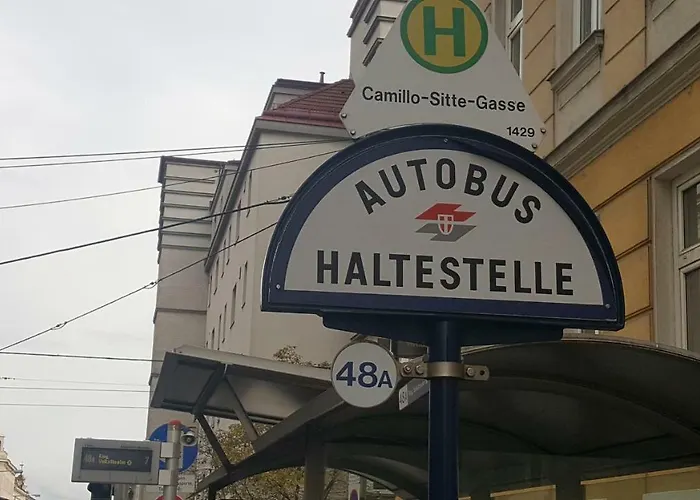 H
Camillo-Sitte-Gasse
1429
AUTOBUS
HALTESTELLE
48A